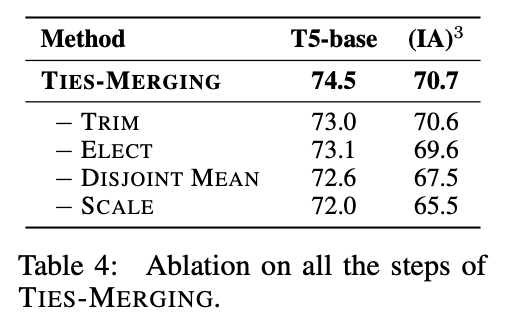 Method T5-base (IA)³
TIES-MERGING 74.5 70.7
− TRIM 73.0 70.6
− ELECT 73.1 69.6
− DISJOINT MEAN 72.6 67.5
− SCALE 72.0 65.5
Table 4: Ablation on all the steps of
TIES-MERGING.